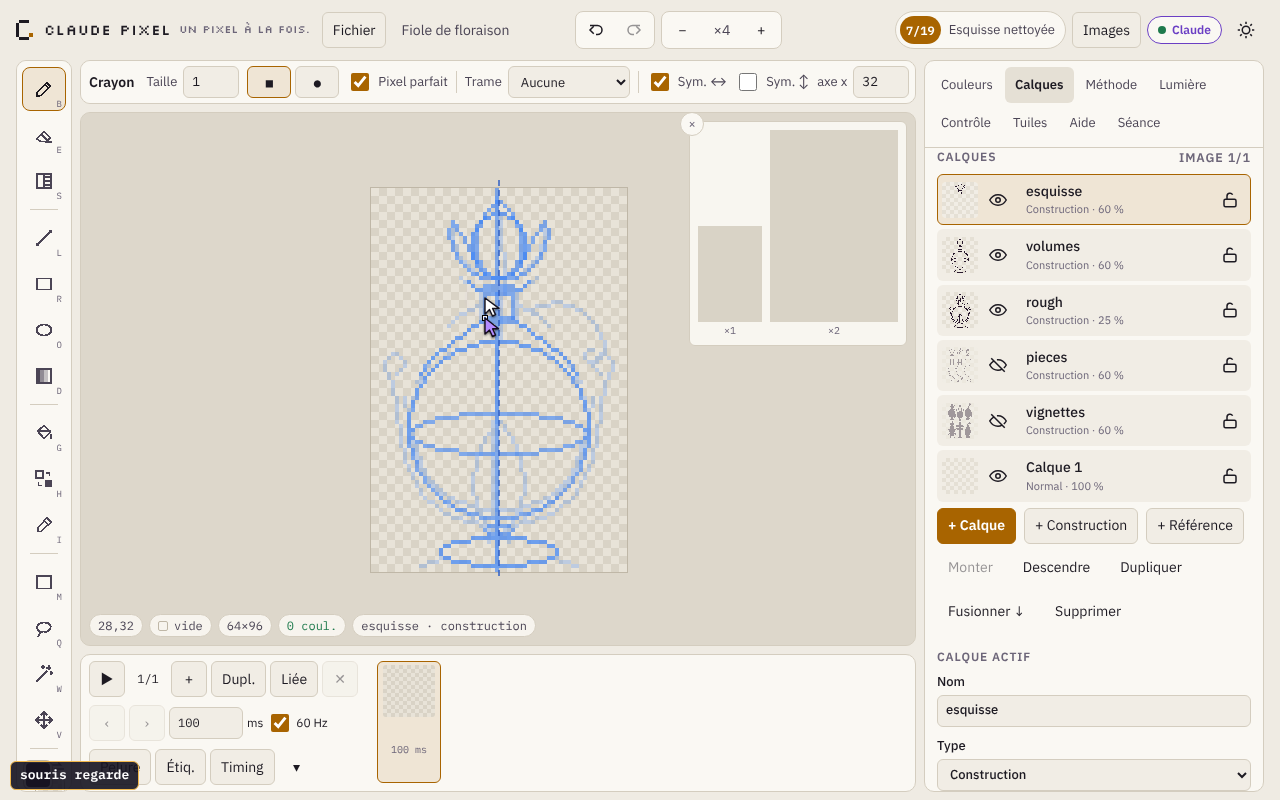 CLAUDE PIXEL UN PIXEL À LA FOIS. Fichier Fiole de floraison − ×4 + 7/19 Esquisse nettoyée Images Claude
Crayon Taille 1 Pixel parfait Trame Aucune Sym. ↔ Sym. ↕ axe x 32
Couleurs Calques Méthode Lumière
Contrôle Tuiles Aide Séance
B
E
S
L
R
O
D
G
H
I
M
Q
W
V
×
×1 ×2
CALQUES IMAGE 1/1
esquisse
Construction · 60 %
volumes
Construction · 60 %
rough
Construction · 25 %
pieces
Construction · 60 %
vignettes
Construction · 60 %
Calque 1
Normal · 100 %
+ Calque + Construction + Référence
Monter Descendre Dupliquer
Fusionner ↓ Supprimer
CALQUE ACTIF
Nom
esquisse
Type
Construction
28,32 vide 64×96 0 coul. esquisse · construction
1/1 + Dupl. Liée ×
‹ › 100 ms 60 Hz
Étiq. Timing ▾
100 ms
souris regarde